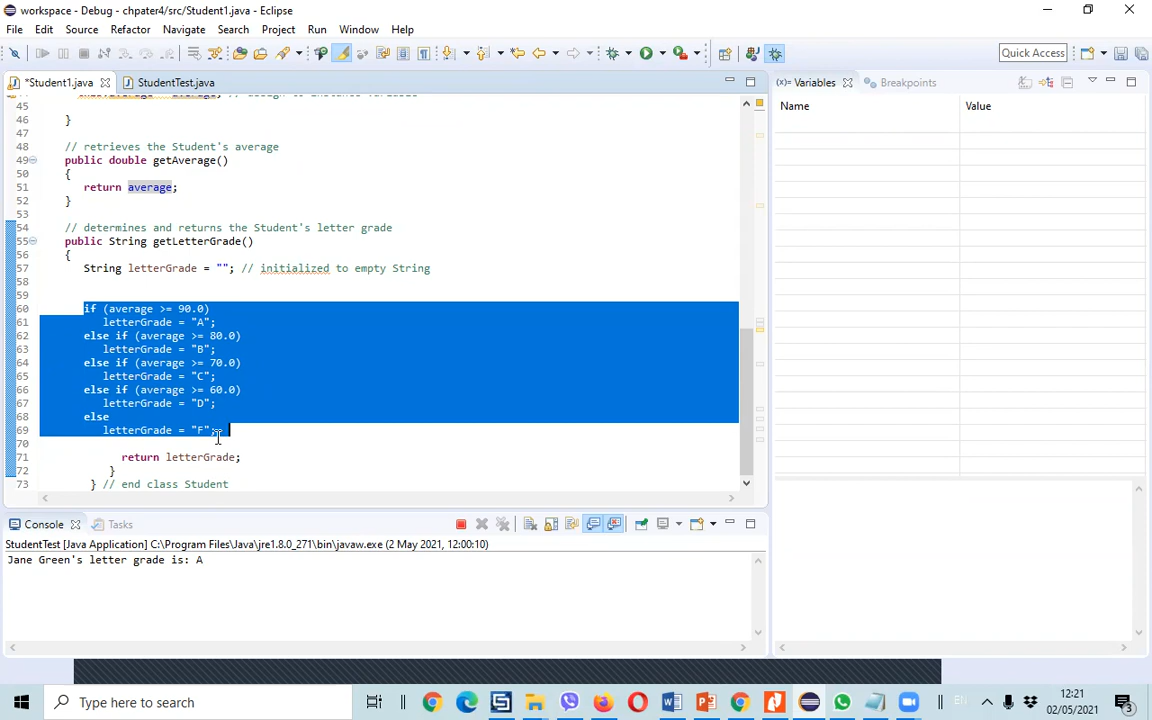 workspace - Debug - chpater4/src/Student1.java - Eclipse
File Edit Source Refactor Navigate Search Project Run Window Help
Quick Access
*Student1.java StudentTest.java
(x)= Variables Breakpoints
Name Value
45
46 }
47
48 // retrieves the Student's average
49 public double getAverage()
50 {
51 return average;
52 }
53
54 // determines and returns the Student's letter grade
55 public String getLetterGrade()
56 {
57 String letterGrade = ""; // initialized to empty String
58
59
60 if (average >= 90.0)
61 letterGrade = "A";
62 else if (average >= 80.0)
63 letterGrade = "B";
64 else if (average >= 70.0)
65 letterGrade = "C";
66 else if (average >= 60.0)
67 letterGrade = "D";
68 else
69 letterGrade = "F";
70
71 return letterGrade;
72 }
73 } // end class Student
Console Tasks
StudentTest [Java Application] C:\Program Files\Java\jre1.8.0_271\bin\javaw.exe (2 May 2021, 12:00:10)
Jane Green's letter grade is: A
Type here to search
EN
12:21
02/05/2021
3